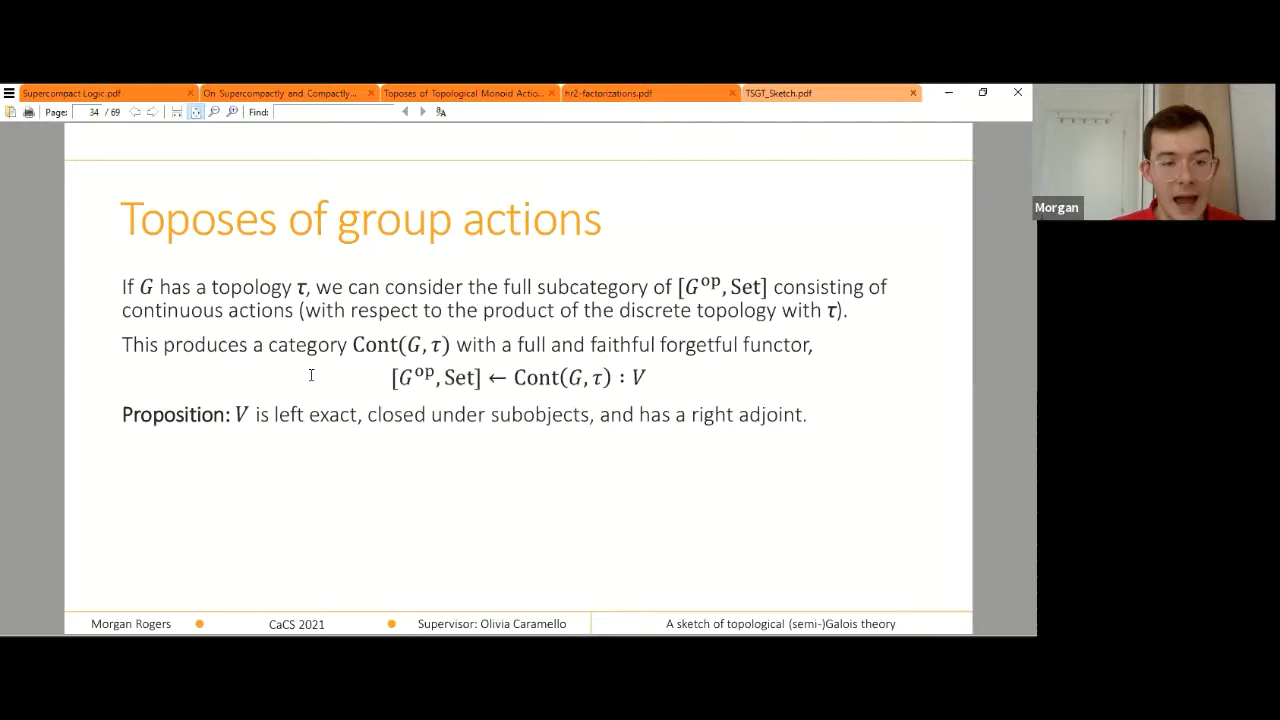 Supercompact Logic.pdf
On Supercompactly and Compactly...
Toposes of Topological Monoid Actio...
hr2-factorizations.pdf
TSGT_Sketch.pdf
Page: 34 / 69
Find:
Morgan
Toposes of group actions
If G has a topology τ, we can consider the full subcategory of [Gᵒᵖ, Set] consisting of
continuous actions (with respect to the product of the discrete topology with τ).
This produces a category Cont(G, τ) with a full and faithful forgetful functor,
[Gᵒᵖ, Set] ← Cont(G, τ) : V
Proposition: V is left exact, closed under subobjects, and has a right adjoint.
Morgan Rogers
CaCS 2021
Supervisor: Olivia Caramello
A sketch of topological (semi-)Galois theory